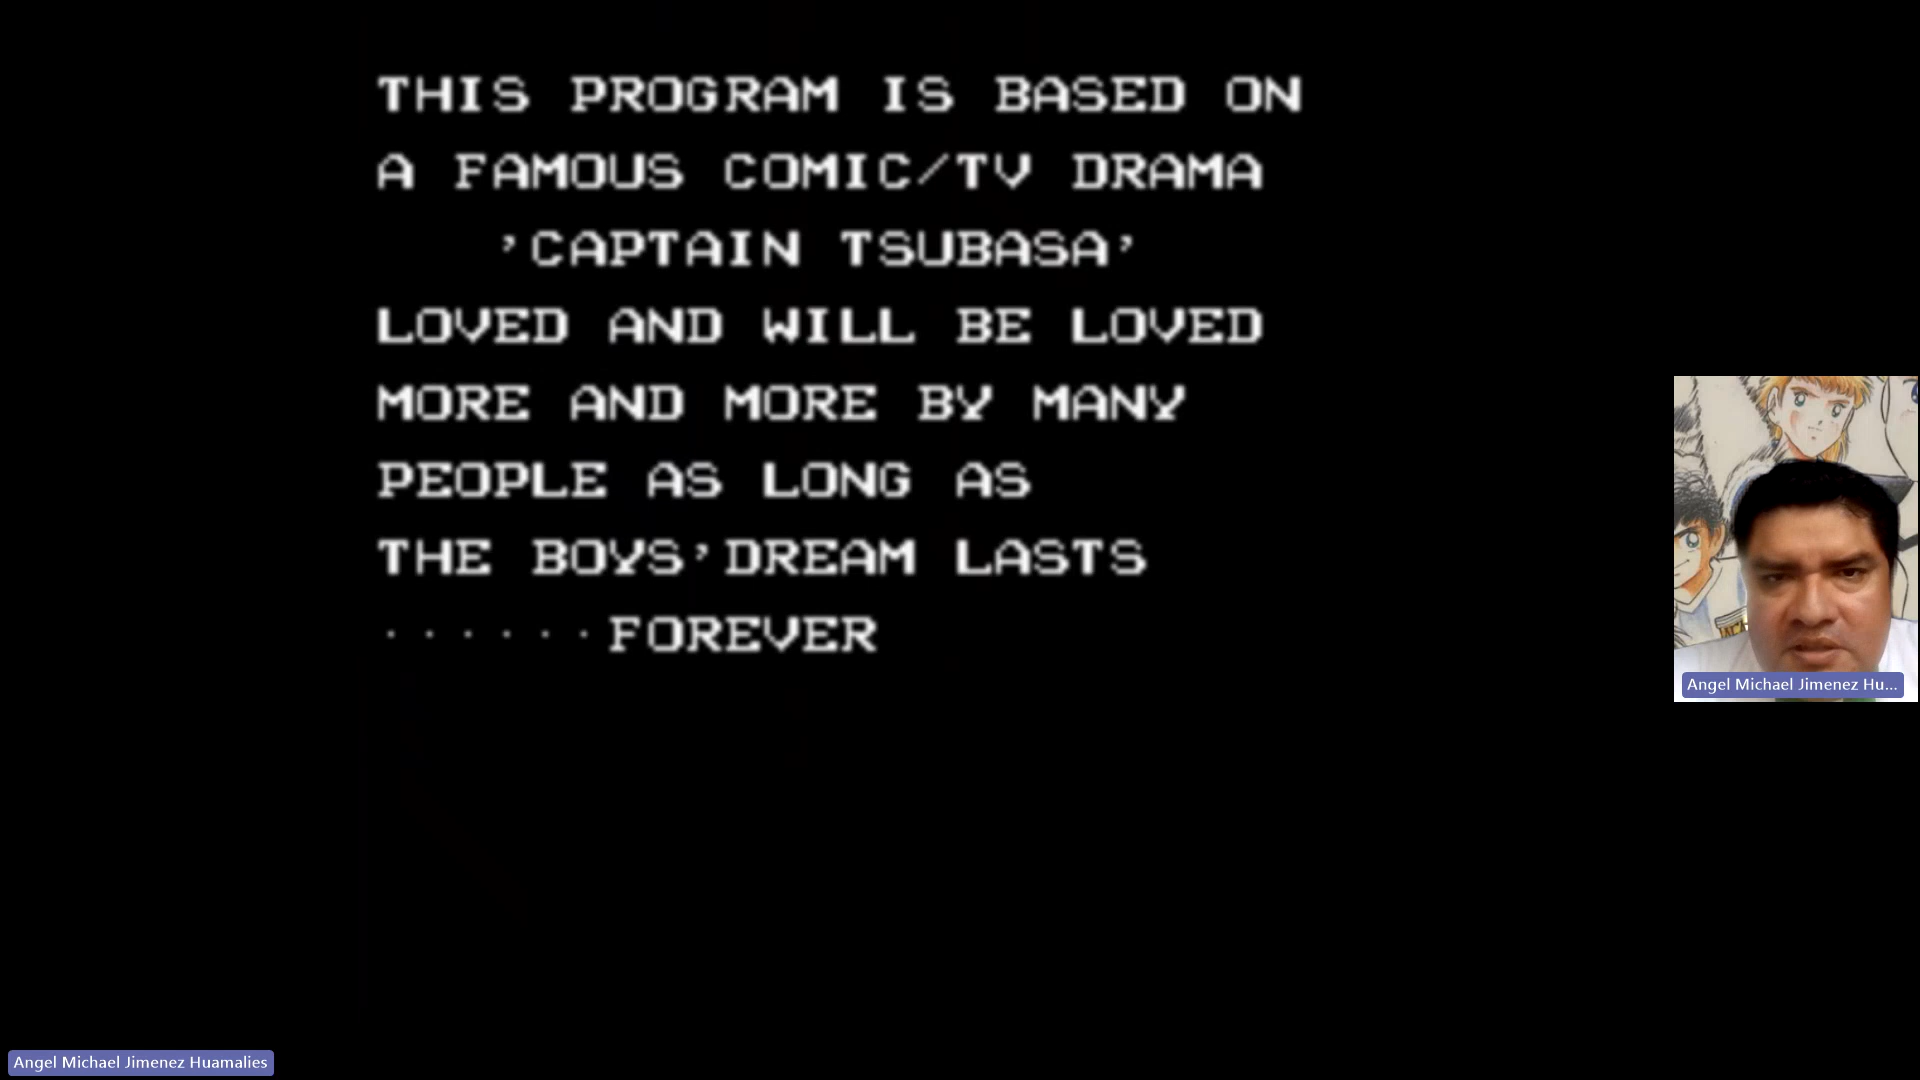 THIS PROGRAM IS BASED ON
A FAMOUS COMIC/TV DRAMA
'CAPTAIN TSUBASA'
LOVED AND WILL BE LOVED
MORE AND MORE BY MANY
PEOPLE AS LONG AS
THE BOYS'DREAM LASTS
······FOREVER
Angel Michael Jimenez Hu...
Angel Michael Jimenez Huamalies